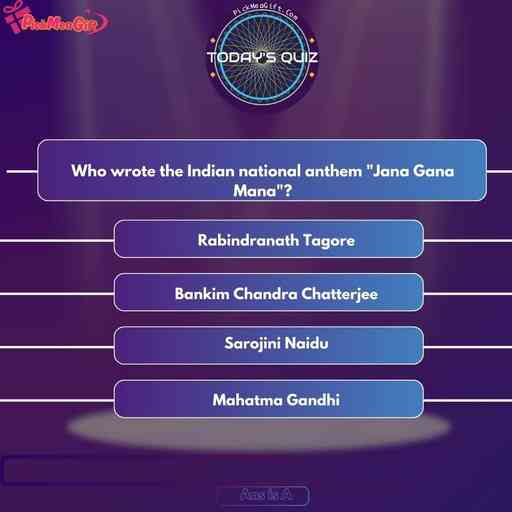 PickMeaGift
PickMeaGift.Com
TODAY'S QUIZ
Who wrote the Indian national anthem "Jana Gana
Mana"?
Rabindranath Tagore
Bankim Chandra Chatterjee
Sarojini Naidu
Mahatma Gandhi
Ans is A